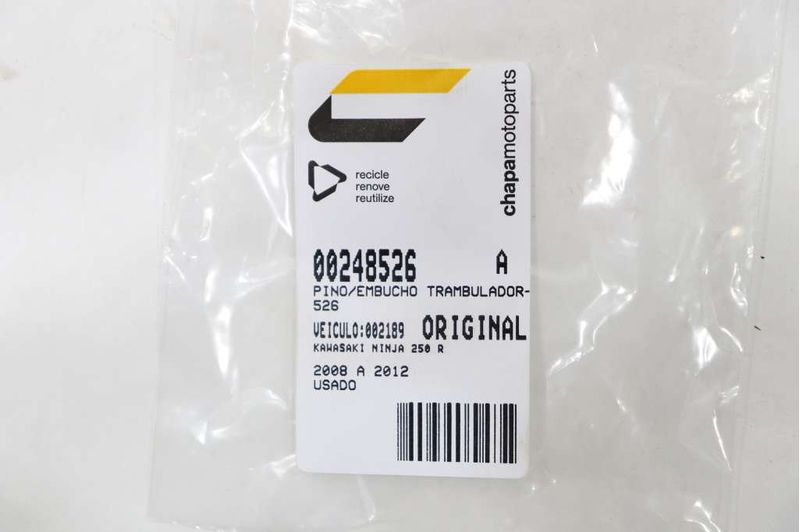 chapamotoparts
recicle
renove
reutilize
00248526 A
PINO/EMBUCHO TRAMBULADOR-
526
VEICULO:002189 ORIGINAL
KAWASAKI NINJA 250 R
2008 A 2012
USADO